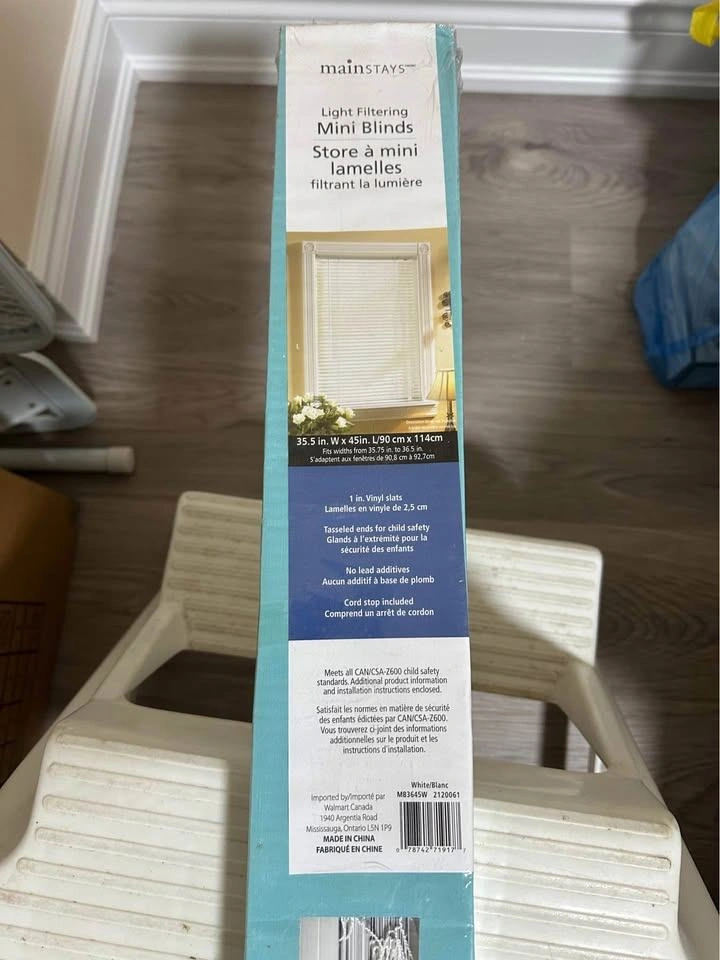 mainSTAYS™
Light Filtering
Mini Blinds
Store à mini
lamelles
filtrant la lumière
35.5 in. W x 45in. L/90 cm x 114cm
Fits widths from 35.75 in. to 36.5 in.
S'adaptent aux fenêtres de 90,8 cm à 92,7cm
1 in. Vinyl slats
Lamelles en vinyle de 2,5 cm
Tasseled ends for child safety
Glands à l'extrémité pour la
sécurité des enfants
No lead additives
Aucun additif à base de plomb
Cord stop included
Comprend un arrêt de cordon
Meets all CAN/CSA-Z600 child safety
standards. Additional product information
and installation instructions enclosed.
Satisfait les normes en matière de sécurité
des enfants édictées par CAN/CSA-Z600.
Vous trouverez ci-joint des informations
additionnelles sur le produit et les
instructions d'installation.
White/Blanc
M83645W 2120061
Imported by/Importé par
Walmart Canada
1940 Argentia Road
Mississauga, Ontario L5N 1P9
MADE IN CHINA
FABRIQUÉ EN CHINE
0 78742 71917 7